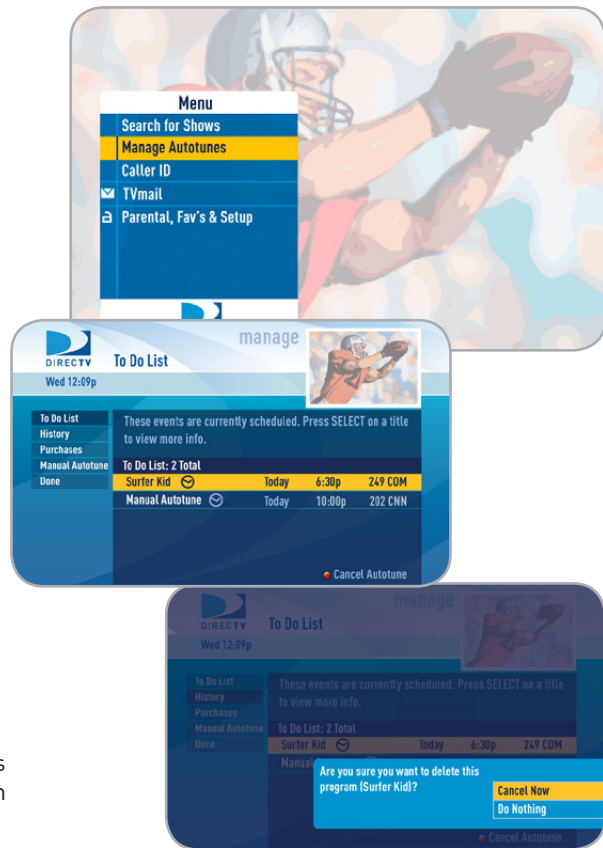 Menu
Search for Shows
Manage Autotunes
Caller ID
TVmail
Parental, Fav's & Setup
manage
DIRECTV To Do List
Wed 12:09p
To Do List
History
Purchases
Manual Autotune
Done
These events are currently scheduled. Press SELECT on a title
to view more info.
To Do List: 2 Total
Surfer Kid Today 6:30p 249 COM
Manual Autotune Today 10:00p 202 CNN
Cancel Autotune
manage
DIRECTV To Do List
Wed 12:09p
To Do List
History
Purchases
Manual Autotune
Done
These events are currently scheduled. Press SELECT on a title
to view more info.
To Do List: 2 Total
Surfer Kid Today 6:30p 249 COM
Manual
Are you sure you want to delete this
program (Surfer Kid)?
Cancel Now
Do Nothing
Cancel Autotune